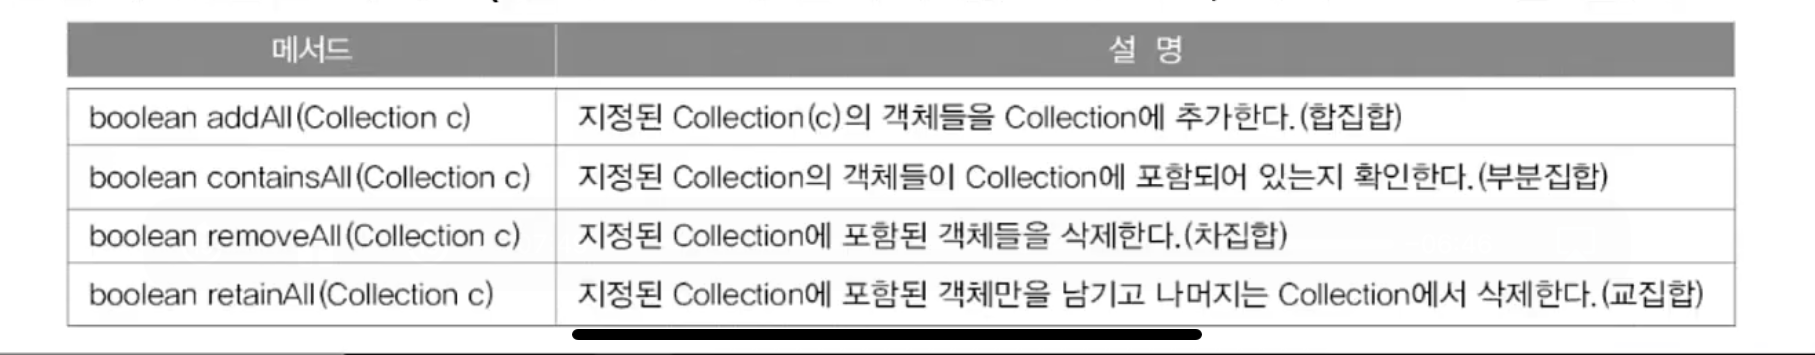 메서드 설 명
boolean addAll(Collection c) 지정된 Collection(c)의 객체들을 Collection에 추가한다.(합집합)
boolean containsAll(Collection c) 지정된 Collection의 객체들이 Collection에 포함되어 있는지 확인한다.(부분집합)
boolean removeAll(Collection c) 지정된 Collection에 포함된 객체들을 삭제한다.(차집합)
boolean retainAll(Collection c) 지정된 Collection에 포함된 객체만을 남기고 나머지는 Collection에서 삭제한다.(교집합)